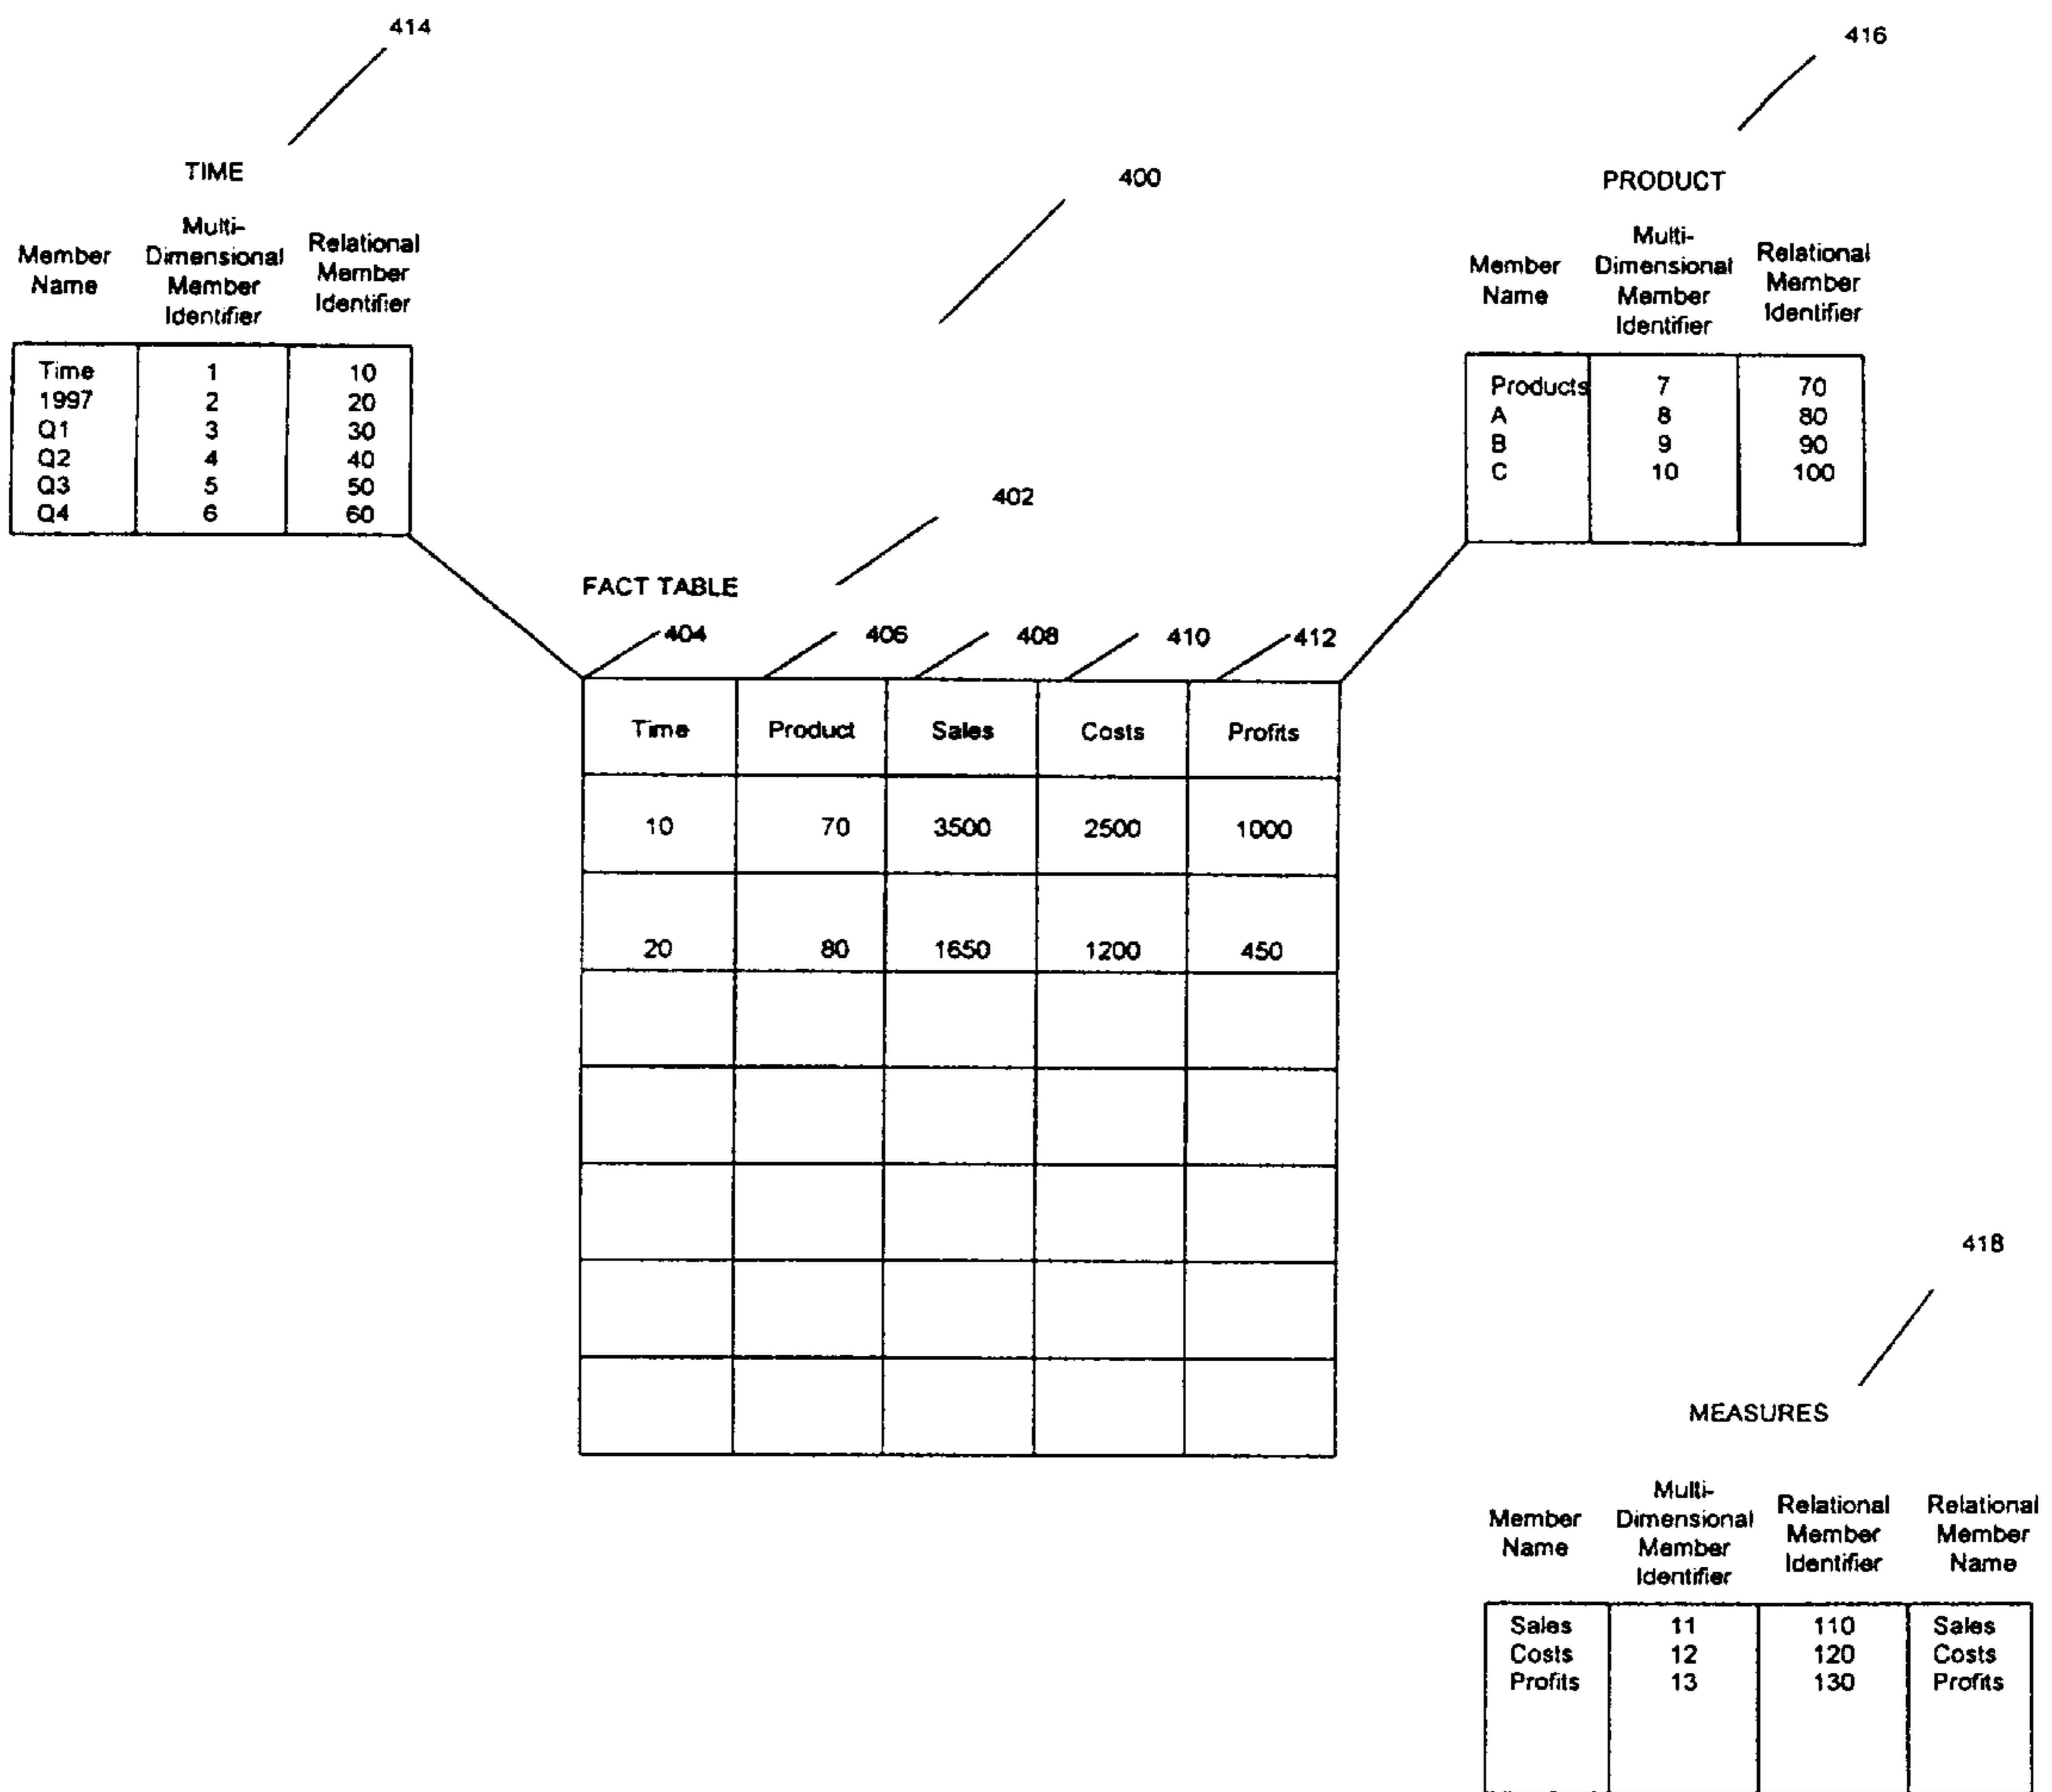 414
416
TIME
400
PRODUCT
Member Name
Multi-Dimensional Member Identifier
Relational Member Identifier
Member Name
Multi-Dimensional Member Identifier
Relational Member Identifier
Time 1 10
1997 2 20
Q1 3 30
Q2 4 40
Q3 5 50
Q4 6 60
Products 7 70
A 8 80
B 9 90
C 10 100
402
FACT TABLE
404 406 408 410 412
Time Product Sales Costs Profits
10 70 3500 2500 1000
20 80 1650 1200 450
418
MEASURES
Member Name
Multi-Dimensional Member Identifier
Relational Member Identifier
Relational Member Name
Sales 11 110 Sales
Costs 12 120 Costs
Profits 13 130 Profits